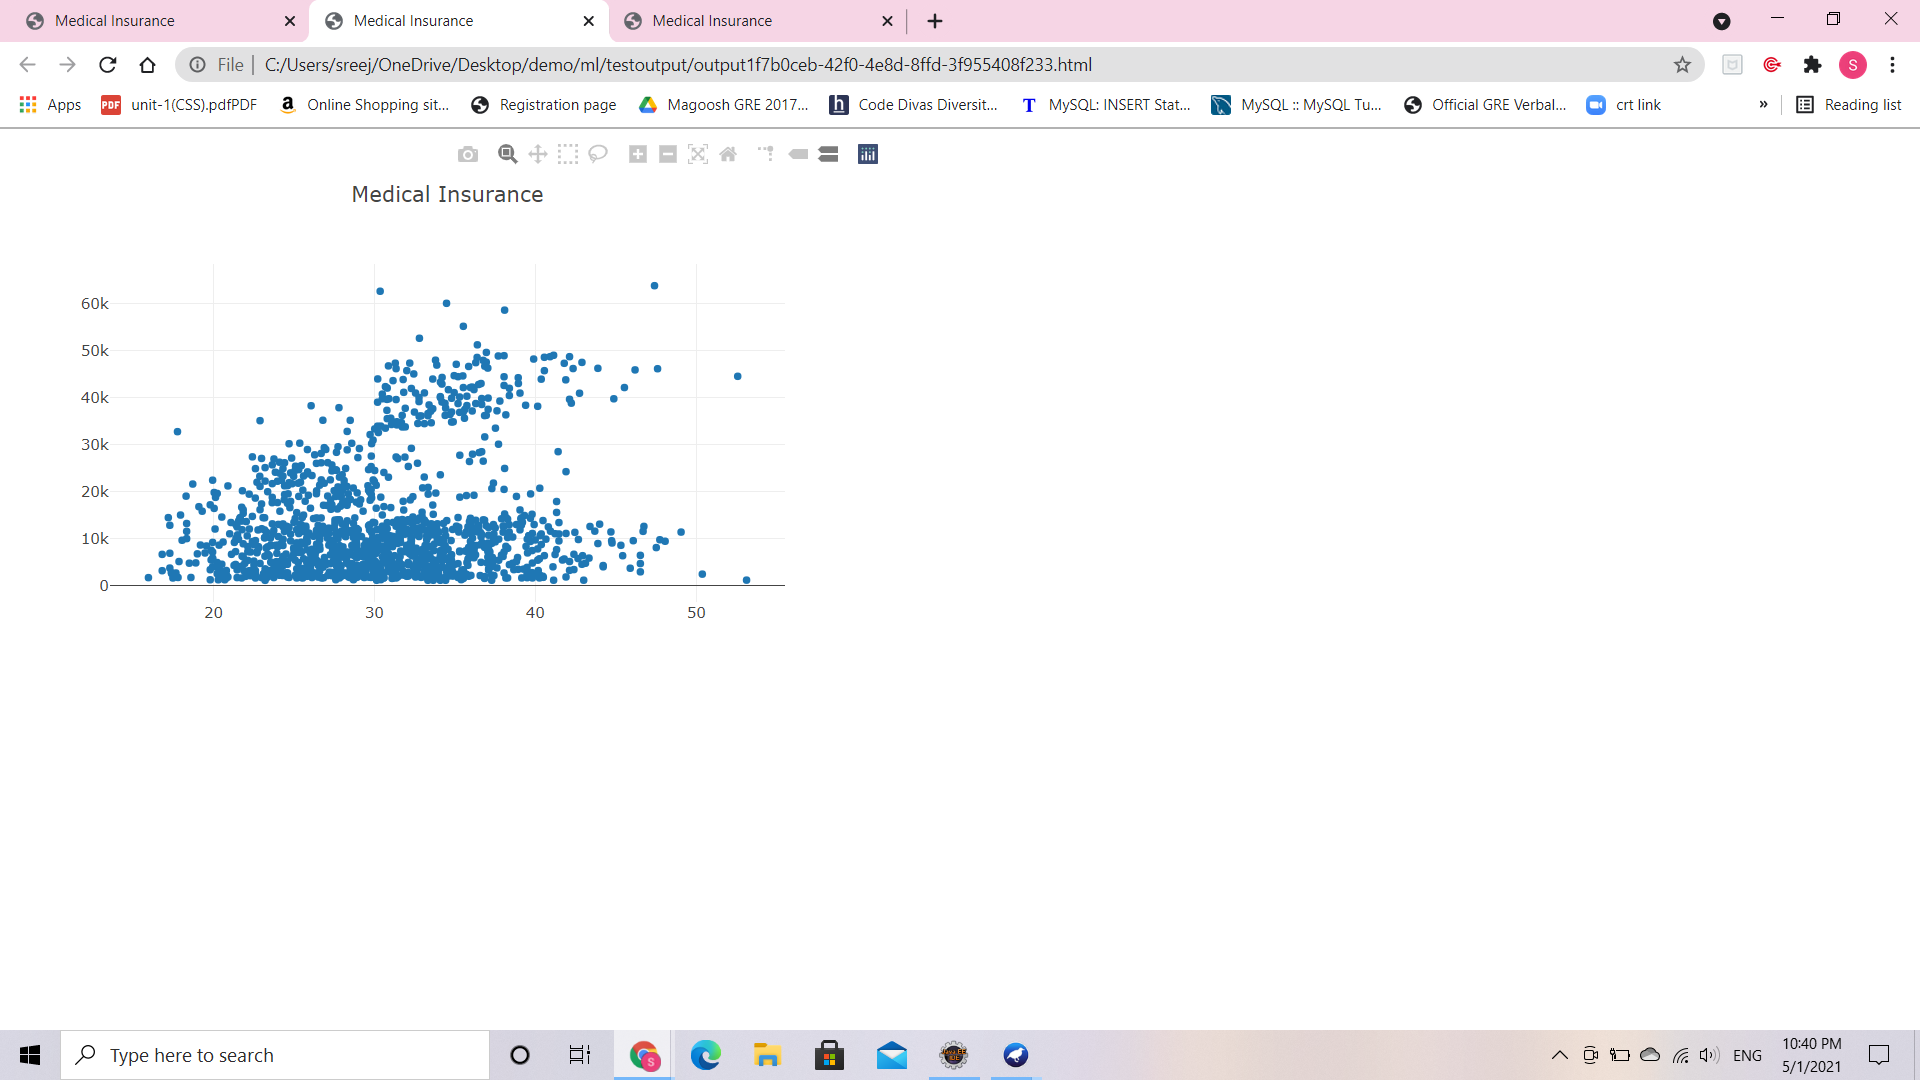 Medical Insurance
Medical Insurance
Medical Insurance
File
C:/Users/sreej/OneDrive/Desktop/demo/ml/testoutput/output1f7b0ceb-42f0-4e8d-8ffd-3f955408f233.html
S
Apps
PDF
unit-1(CSS).pdfPDF
a
Online Shopping sit...
Registration page
Magoosh GRE 2017...
h
Code Divas Diversit...
T
MySQL: INSERT Stat...
MySQL :: MySQL Tu...
Official GRE Verbal...
crt link
»
Reading list
Medical Insurance
60k
50k
40k
30k
20k
10k
0
20
30
40
50
Type here to search
S
ENG
10:40 PM
5/1/2021